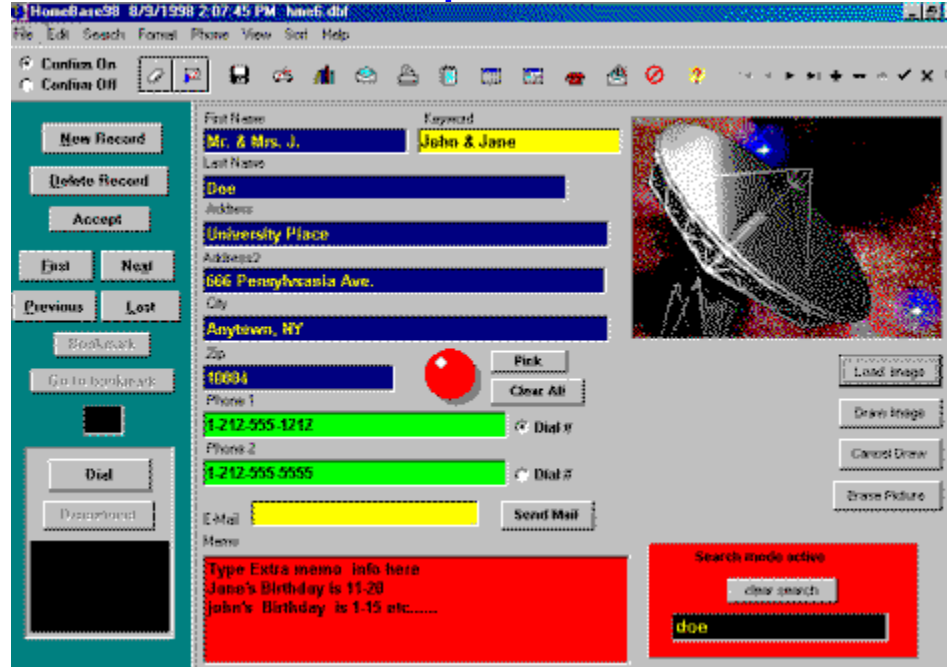 HomeBase98 8/9/1998 2:07:45 PM hme6.dbf
File Edit Search Format Phone View Sort Help
Confirm On
Confirm Off
New Record
Delete Record
Accept
First Next
Previous Last
Bookmark
Go to bookmark
Dial
First Name Keyword
Mr. & Mrs. J. John & Jane
Last Name
Doe
Address
University Place
Address2
666 Pennsylvania Ave.
City
Anytown, NY
Zip
Pick
Clear All
Phone 1
1-212-555-1212 Dial #
Phone 2
1-212-555-5555 Dial #
E-Mail Send Mail
Memo
Type Extra memo info here
Jane's Birthday is 11-20
john's Birthday is 1-15 etc......
Load Image
Draw Image
Cancel Draw
Erase Picture
Search mode active
clear search
doe